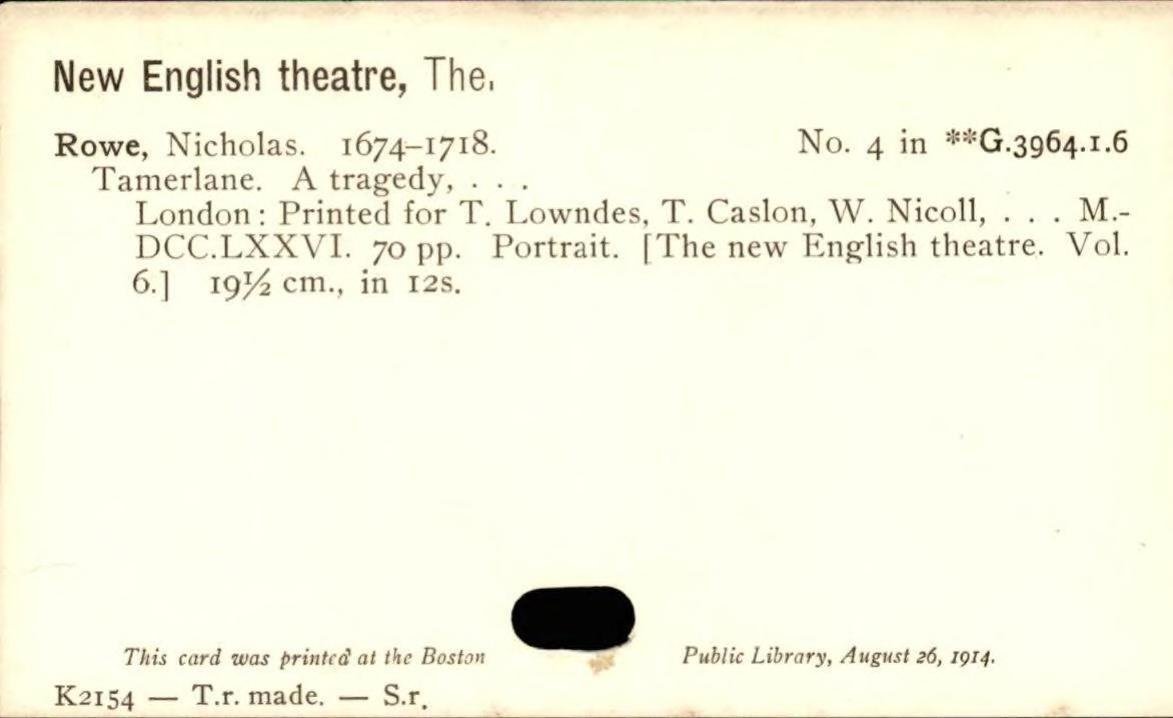 New English theatre, The.
Rowe, Nicholas. 1674–1718. No. 4 in **G.3964.1.6
Tamerlane. A tragedy, . . .
London: Printed for T. Lowndes, T. Caslon, W. Nicoll, . . . M.-
DCC.LXXVI. 70 pp. Portrait. [The new English theatre. Vol.
6.] 19½ cm., in 12s.
This card was printed at the Boston Public Library, August 26, 1914.
K2154 — T.r. made. — S.r.